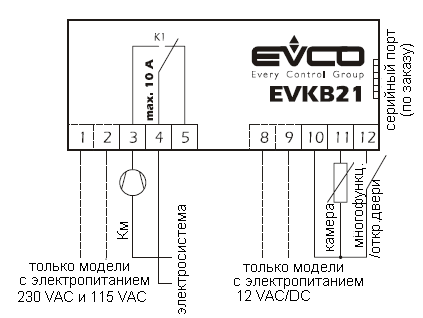 K1
max. 10 A
EVCO
Every Control Group
EVKB21
серийный порт
(по заказу)
1 2 3 4 5
8 9 10 11 12
Км
электросистема
камера
многофункц.
/откр.двери
только модели
с электропитанием
230 VAC и 115 VAC
только модели
с электропитанием
12 VAC/DC